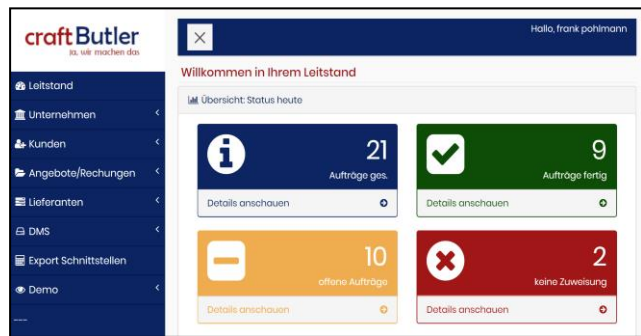 craftButler
ja, wir machen das
Hallo, frank pohlmann
Leitstand
Unternehmen
Kunden
Angebote/Rechungen
Lieferanten
DMS
Export Schnittstellen
Demo
---
Willkommen in Ihrem Leitstand
Übersicht: Status heute
21
Aufträge ges.
Details anschauen
9
Aufträge fertig
Details anschauen
10
offene Aufträge
Details anschauen
2
keine Zuweisung
Details anschauen